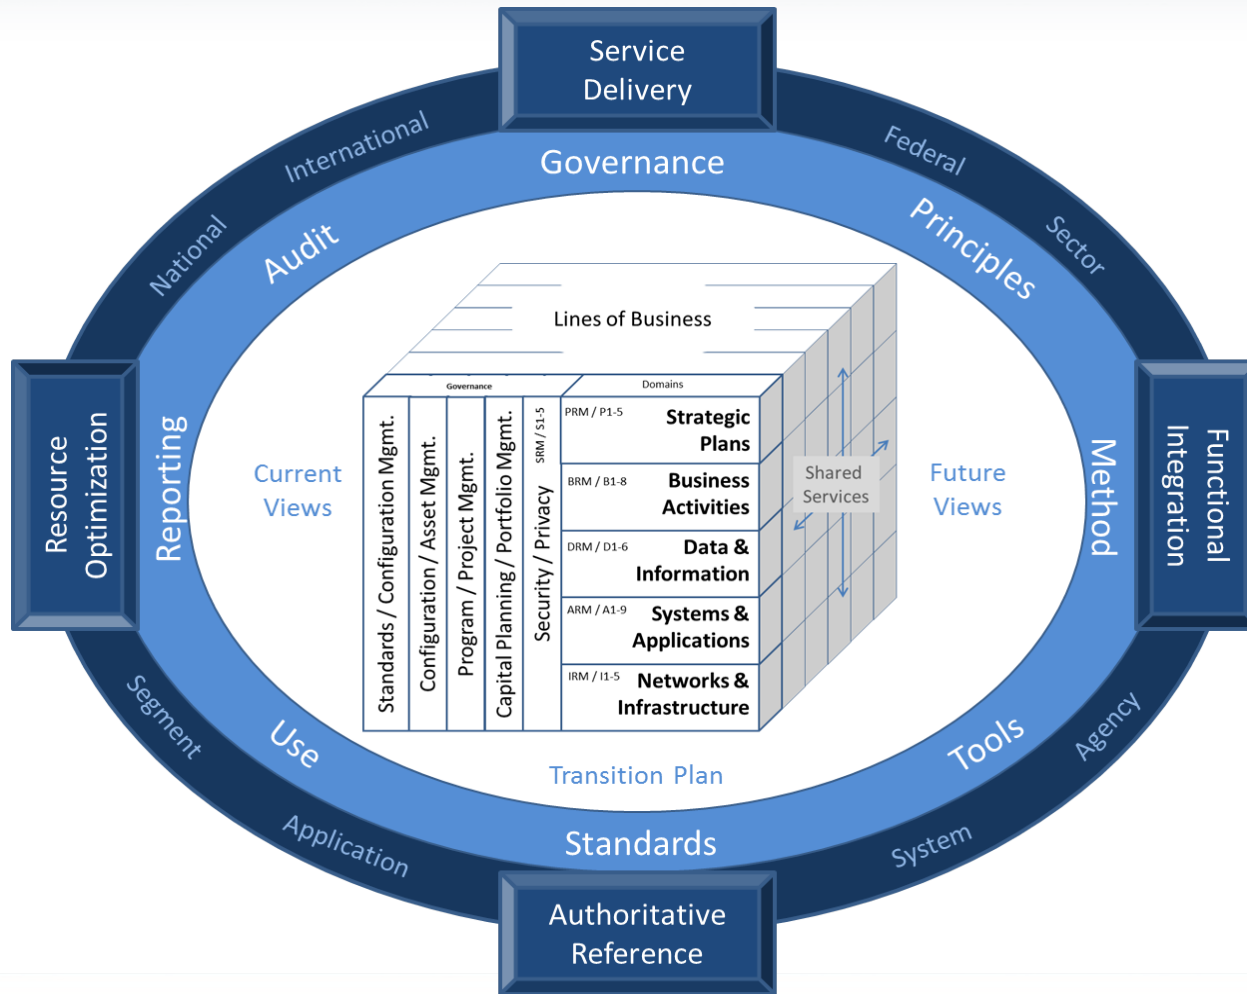 Service
Delivery
International
Federal
Governance
National
Audit
Principles
Sector
Lines of Business
Governance
Domains
Resource
Optimization
Reporting
Current
Views
Standards / Configuration Mgmt.
Configuration / Asset Mgmt.
Program / Project Mgmt.
Capital Planning / Portfolio Mgmt.
Security / Privacy
SRM / S1-5
PRM / P1-5
Strategic
Plans
BRM / B1-8
Business
Activities
DRM / D1-6
Data &
Information
ARM / A1-9
Systems &
Applications
IRM / I1-5
Networks &
Infrastructure
Shared
Services
Future
Views
Method
Functional
Integration
Segment
Use
Transition Plan
Tools
Agency
Application
Standards
System
Authoritative
Reference